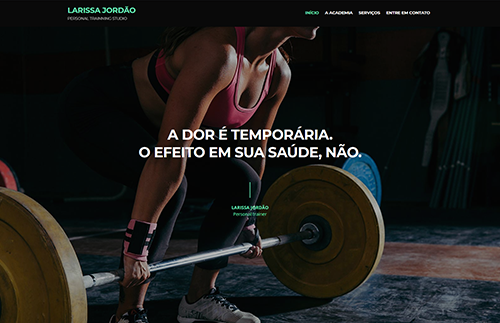 LARISSA JORDÃO
PERSONAL TRAINNING STUDIO
INÍCIO A ACADEMIA SERVIÇOS ENTRE EM CONTATO
A DOR É TEMPORÁRIA.
O EFEITO EM SUA SAÚDE, NÃO.
LARISSA JORDÃO
Personal Trainer